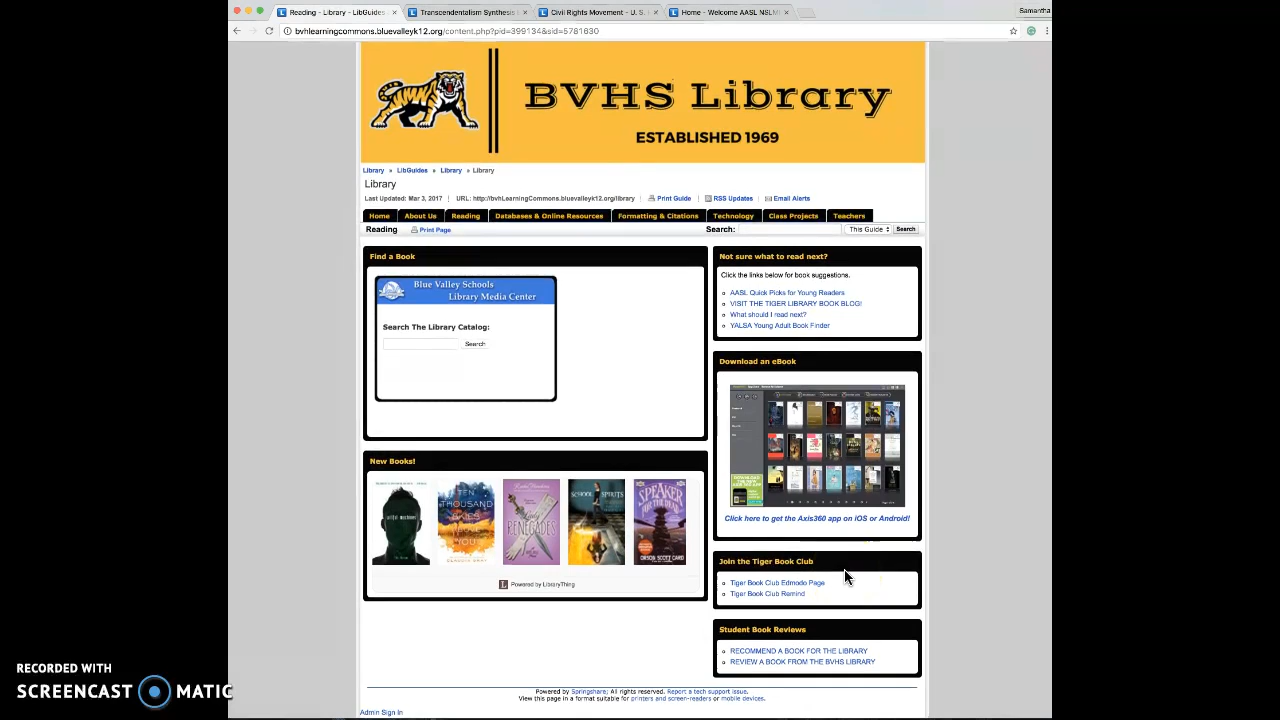 Reading - Library - LibGuides
Transcendentalism Synthesis
Civil Rights Movement - U. S.
Home - Welcome AASL NSLM
Samantha
bvhlearningcommons.bluevalleyk12.org/content.php?pid=399134&sid=5781630
BVHS Library
ESTABLISHED 1969
Library » LibGuides » Library » Library
Library
Last Updated: Mar 3, 2017 URL: http://bvhLearningCommons.bluevalleyk12.org/library Print Guide RSS Updates Email Alerts
Home About Us Reading Databases & Online Resources Formatting & Citations Technology Class Projects Teachers
Reading Print Page Search: This Guide Search
Find a Book
Blue Valley Schools
Library Media Center
Search The Library Catalog:
Search
New Books!
TEN THOUSAND SKIES ABOVE YOU
CLAUDIA GRAY
RENEGADES
SCHOOL SPIRITS
SPEAKER FOR THE DEAD
ORSON SCOTT CARD
Powered by LibraryThing
Not sure what to read next?
Click the links below for book suggestions.
AASL Quick Picks for Young Readers
VISIT THE TIGER LIBRARY BOOK BLOG!
What should I read next?
YALSA Young Adult Book Finder
Download an eBook
Click here to get the Axis360 app on iOS or Android!
Join the Tiger Book Club
Tiger Book Club Edmodo Page
Tiger Book Club Remind
Student Book Reviews
RECOMMEND A BOOK FOR THE LIBRARY
REVIEW A BOOK FROM THE BVHS LIBRARY
Powered by Springshare; All rights reserved. Report a tech support issue.
View this page in a format suitable for printers and screen-readers or mobile devices.
Admin Sign In
RECORDED WITH
SCREENCAST MATIC